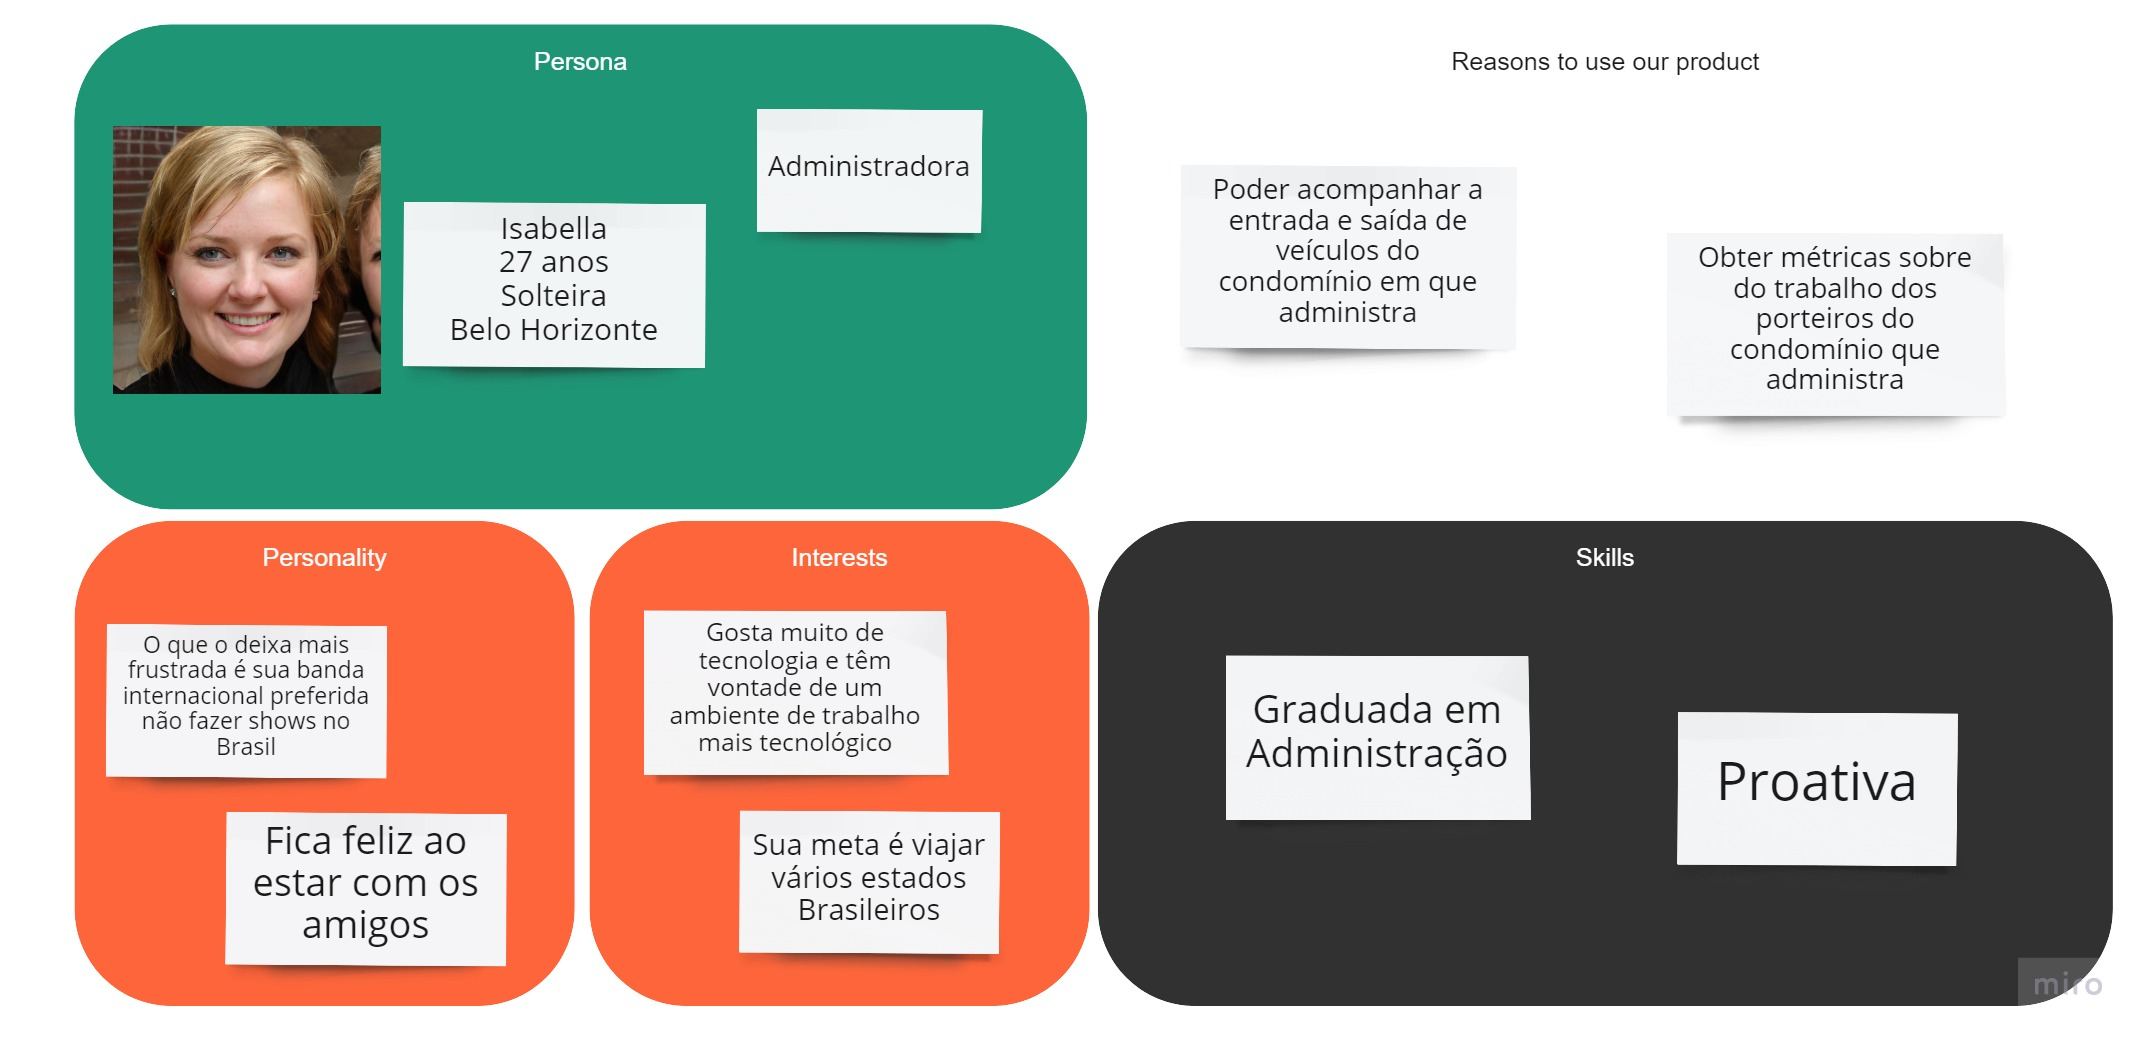 Persona
Administradora
Isabella
27 anos
Solteira
Belo Horizonte
Reasons to use our product
Poder acompanhar a
entrada e saída de
veículos do
condomínio em que
administra
Obter métricas sobre
do trabalho dos
porteiros do
condomínio que
administra
Personality
O que o deixa mais
frustrada é sua banda
internacional preferida
não fazer shows no
Brasil
Fica feliz ao
estar com os
amigos
Interests
Gosta muito de
tecnologia e têm
vontade de um
ambiente de trabalho
mais tecnológico
Sua meta é viajar
vários estados
Brasileiros
Skills
Graduada em
Administração
Proativa
miro